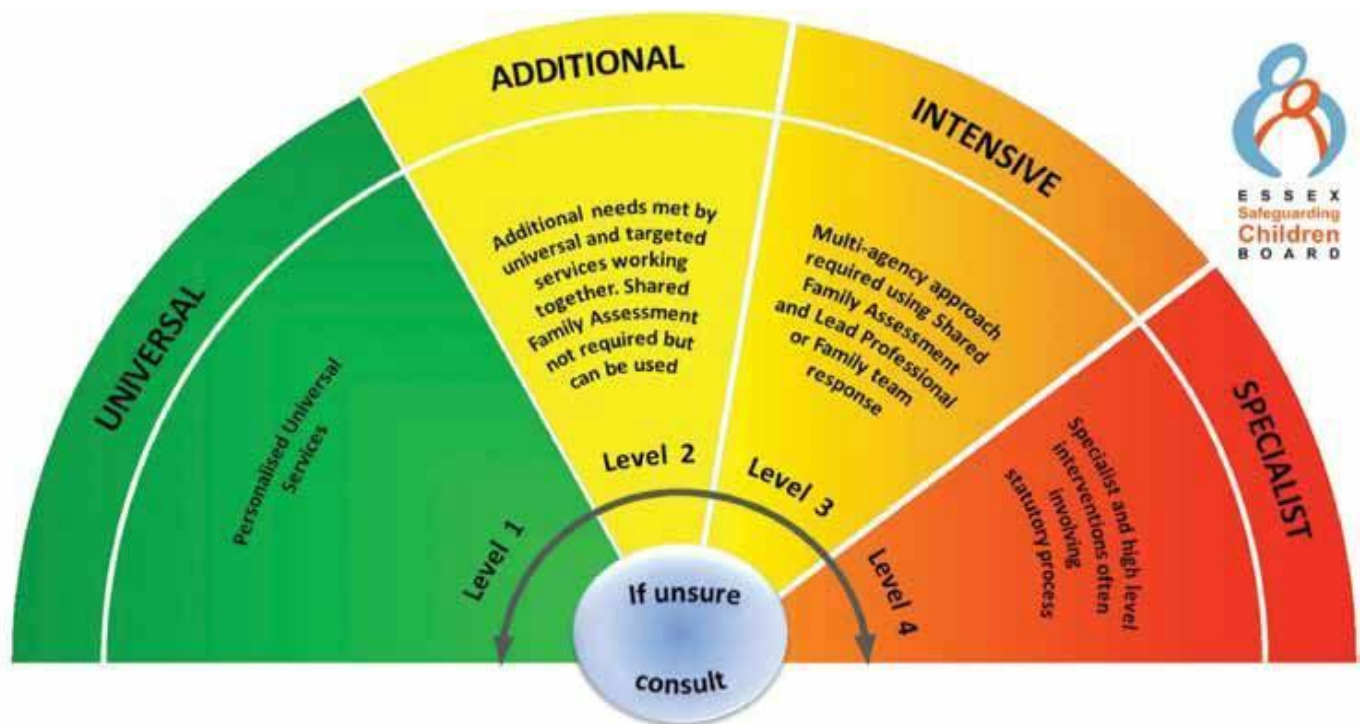 UNIVERSAL
Personalised Universal
Services
Level 1
ADDITIONAL
Additional needs met by
universal and targeted
services working
together. Shared
Family Assessment
not required but
can be used
Level 2
INTENSIVE
Multi-agency approach
required using Shared
Family Assessment
and Lead Professional
or Family team
response
Level 3
SPECIALIST
Specialist and high level
interventions often
involving
statutory process
Level 4
If unsure
consult
ESSEX
Safeguarding
Children
BOARD